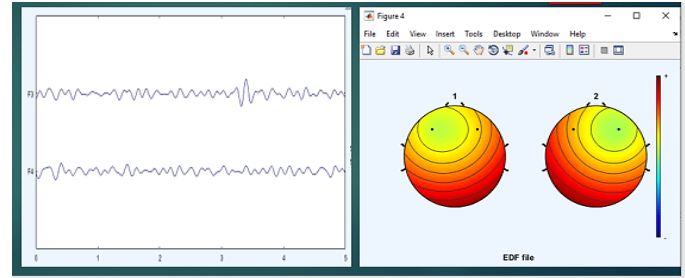 F3
F4
0 1 2 3 4 5
Figure 4
File Edit View Insert Tools Desktop Window Help
1 2
+
-
EDF file